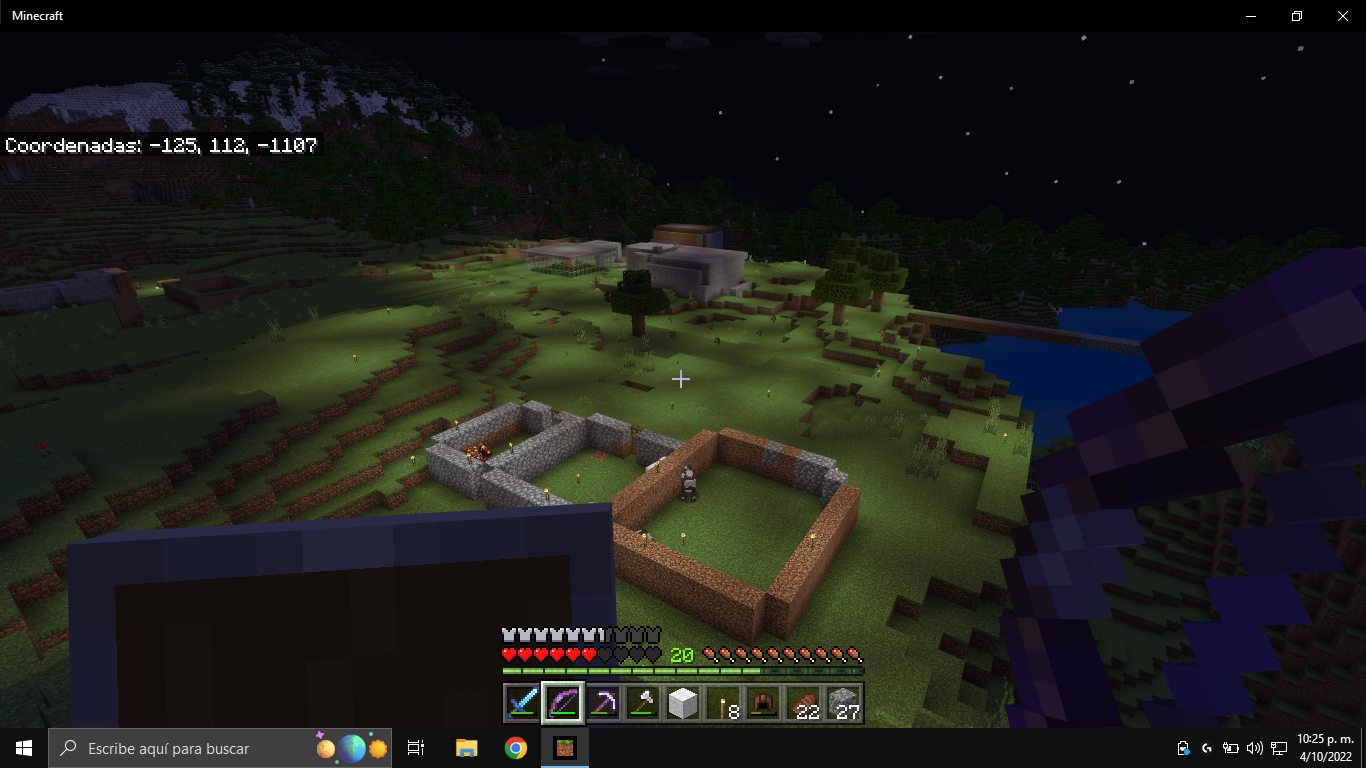 Minecraft
Coordenadas: -125, 112, -1107
20
8
22
27
Escribe aquí para buscar
10:25 p. m.
4/10/2022